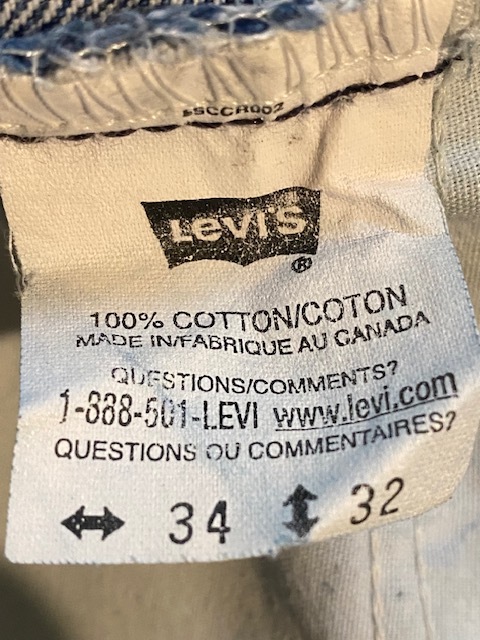 LEVI'S
®
100% COTTON/COTON
MADE IN/FABRIQUE AU CANADA
QUESTIONS/COMMENTS?
1-888-501-LEVI www.levi.com
QUESTIONS OU COMMENTAIRES?
↔ 34 ↕ 32